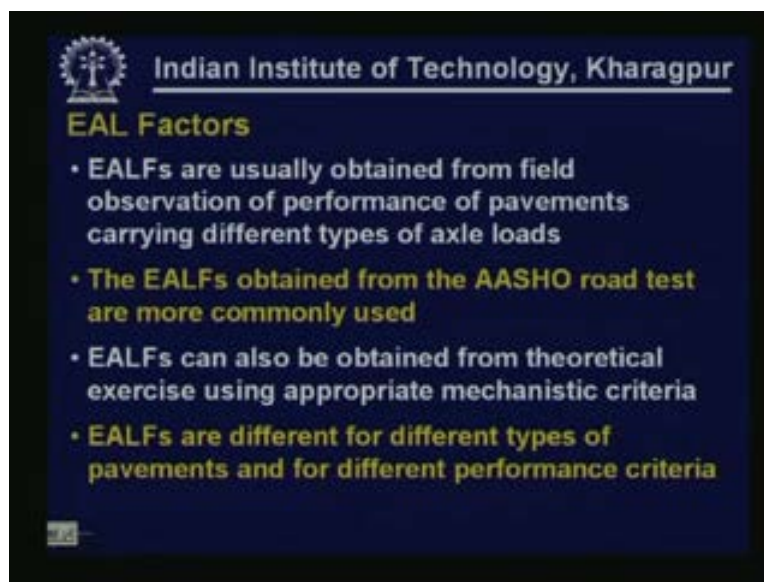 Indian Institute of Technology, Kharagpur
EAL Factors
• EALFs are usually obtained from field
observation of performance of pavements
carrying different types of axle loads
• The EALFs obtained from the AASHO road test
are more commonly used
• EALFs can also be obtained from theoretical
exercise using appropriate mechanistic criteria
• EALFs are different for different types of
pavements and for different performance criteria